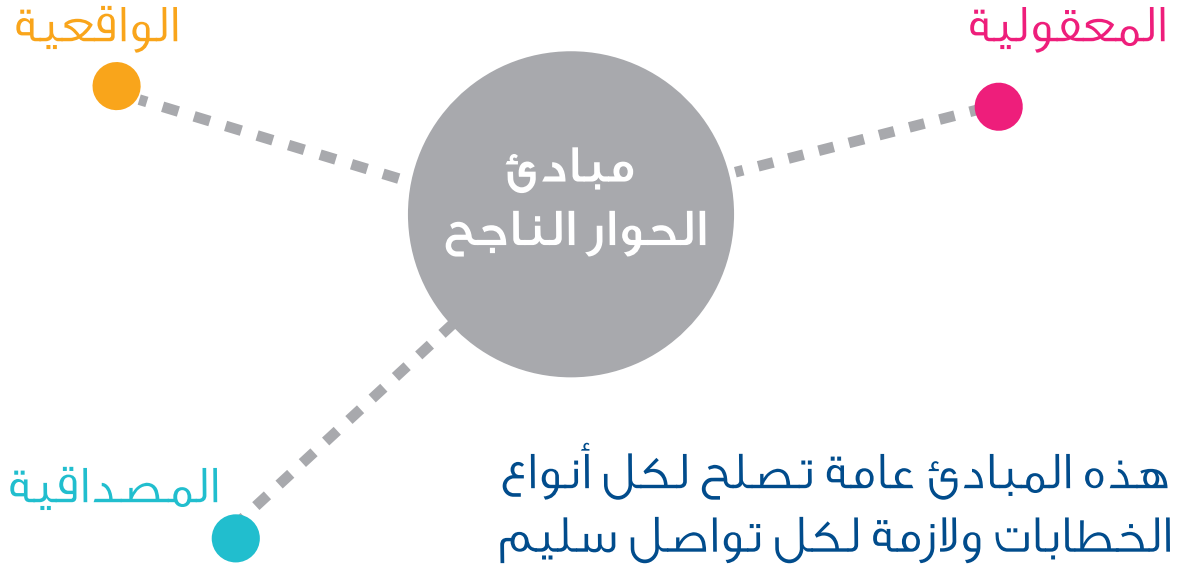 المعقولية
الواقعية
مبادئ
الحوار الناجح
المصداقية
هذه المبادئ عامة تصلح لكل أنواع
الخطابات ولازمة لكل تواصل سليم